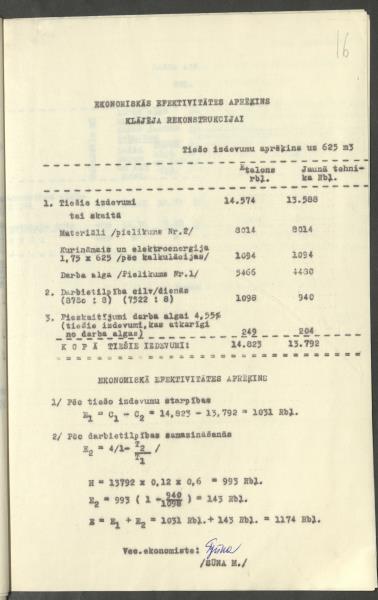 16
EKONOMISKĀS EFEKTIVITĀTES APRĒĶINS
KLĀJĒJA REKONSTRUKCIJAI
Tiešo izdevumu aprēķins uz 625 m3
Etalons rbl. Jaunā tehnika Rbl.
1. Tiešie izdevumi 14.574 13.588
tai skaitā
Materiāli /pielikums Nr.2/ 8014 8014
Kurināmais un elektroenerģija
1,75 x 625 /pēc kalkulācijas/ 1094 1094
Darba alga /Pielikums Nr.1/ 5466 4480
2. Darbietilpība cilv/dienās
(8780 : 8) (7522 : 8) 1098 940
3. Pieskaitījumi darba algai 4,55%
(tiešie izdevumi, kas atkarīgi
no darba algas) 249 204
KOPĀ TIEŠIE IZDEVUMI: 14.823 13.792
EKONOMISKĀ EFEKTIVITĀTES APRĒĶINS
1/ Pēc tiešo izdevumu starpības
E1 = C1 - C2 = 14,823 - 13,792 = 1031 Rbl.
2/ Pēc darbietilpības samazināšanās
E2 = 4/1- T2/T1 /
H = 13792 x 0,12 x 0,6 = 993 Rbl.
E2 = 993 ( 1 - 940/1098 ) = 143 Rbl.
E = E1 + E2 = 1031 Rbl. + 143 Rbl. = 1174 Rbl.
Vec.ekonomiste:
/SŪNA M./